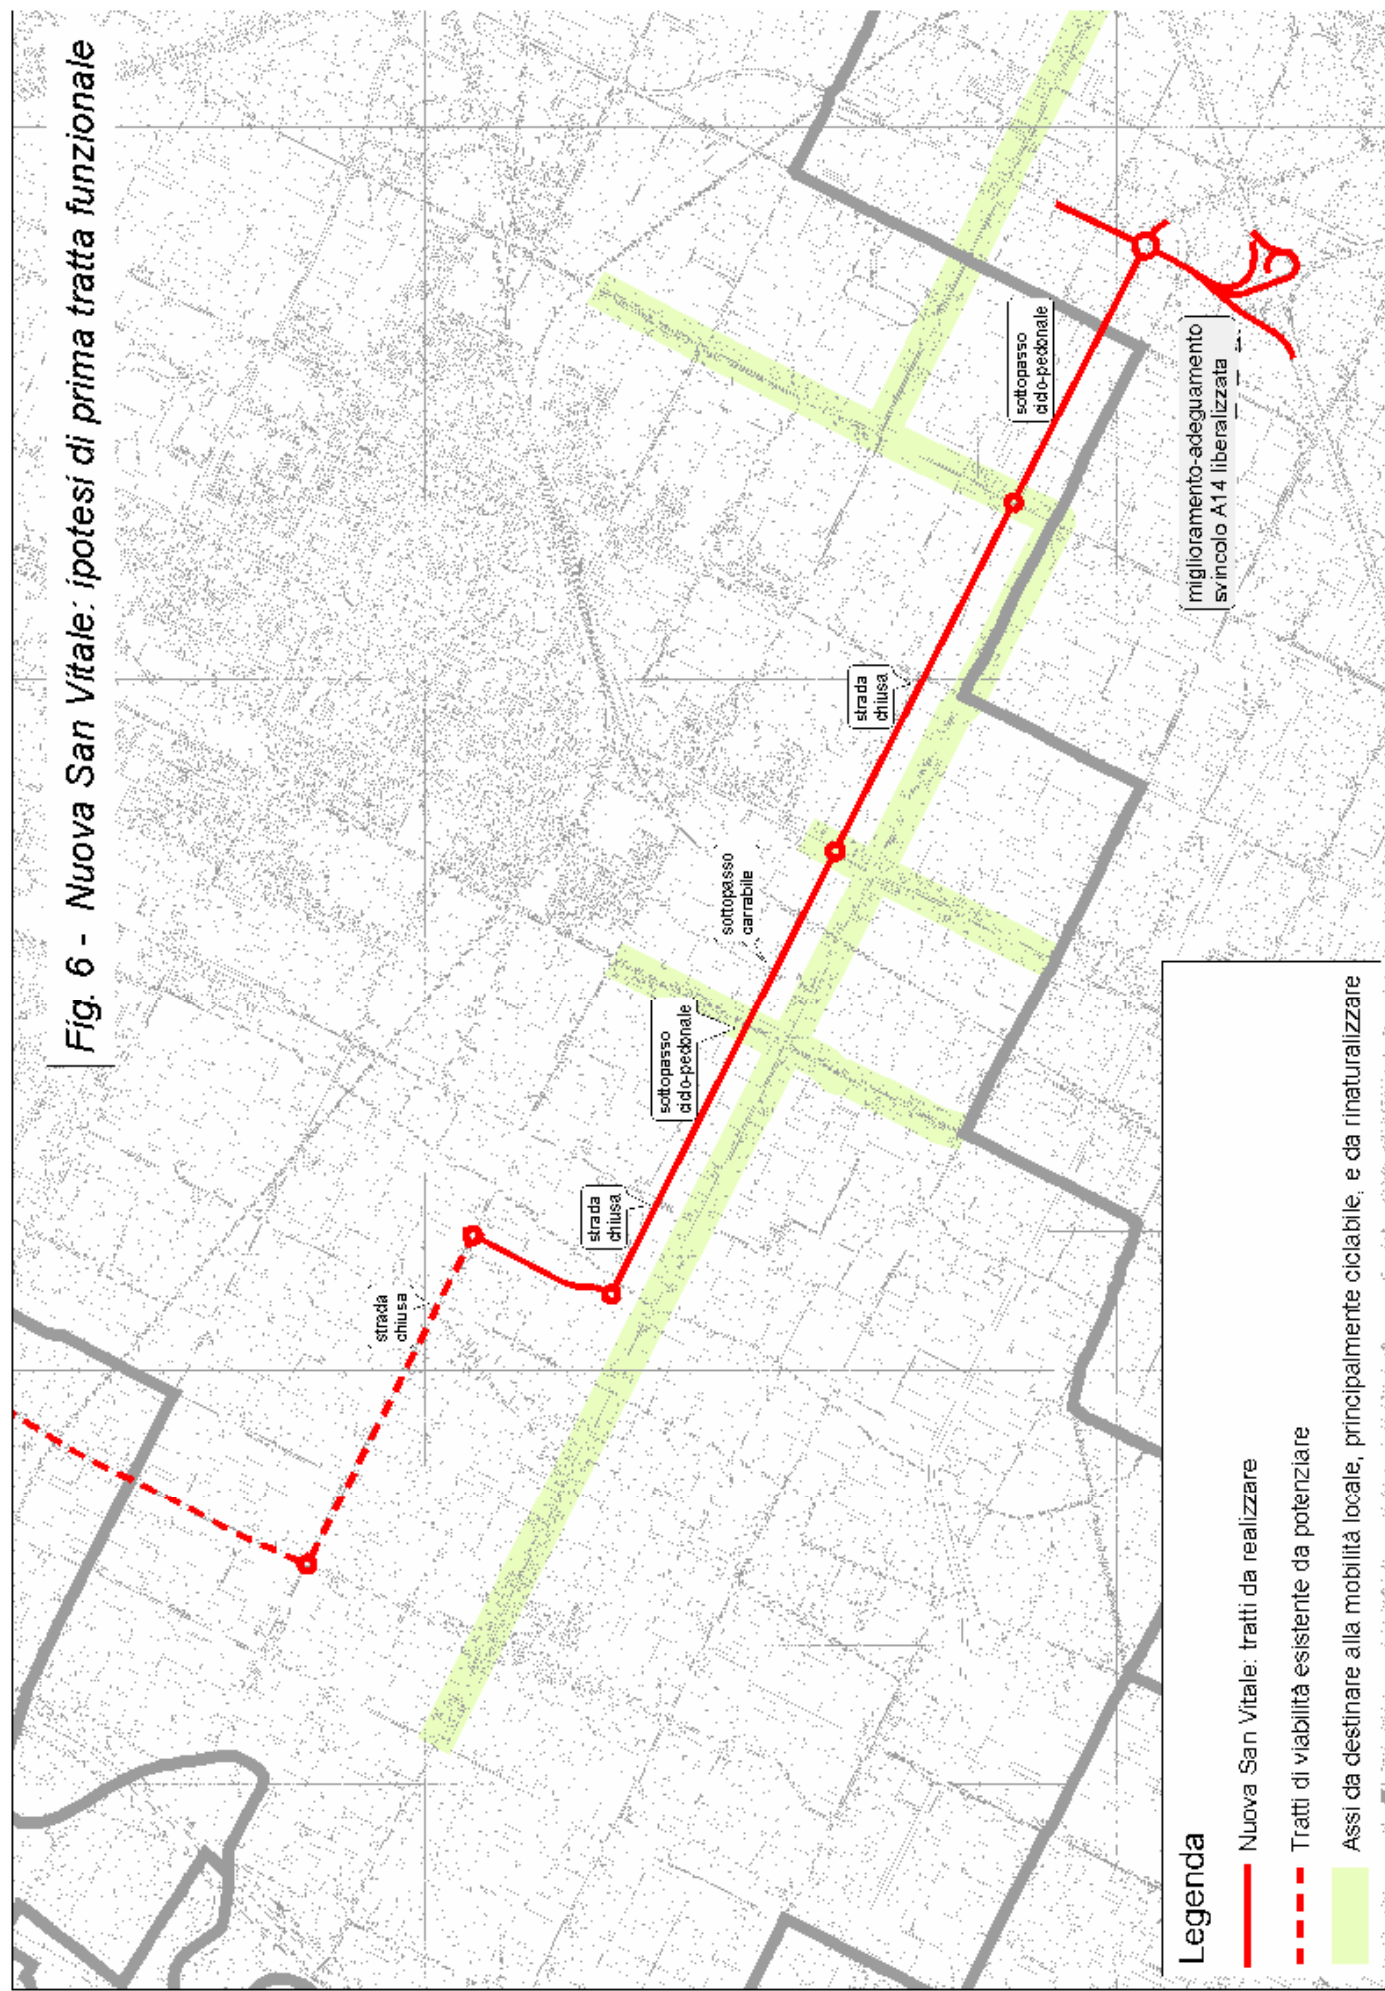 Fig. 6 - Nuova San Vitale: ipotesi di prima tratta funzionale
strada
chiusa
strada
chiusa
sottopasso
ciclo-pedonale
sottopasso
carrabile
strada
chiusa
sottopasso
ciclo-pedonale
miglioramento-adeguamento
svincolo A14 liberalizzata
Legenda
Nuova San Vitale: tratti da realizzare
Tratti di viabilità esistente da potenziare
Assi da destinare alla mobilità locale, principalmente ciclabile, e da rinaturalizzare